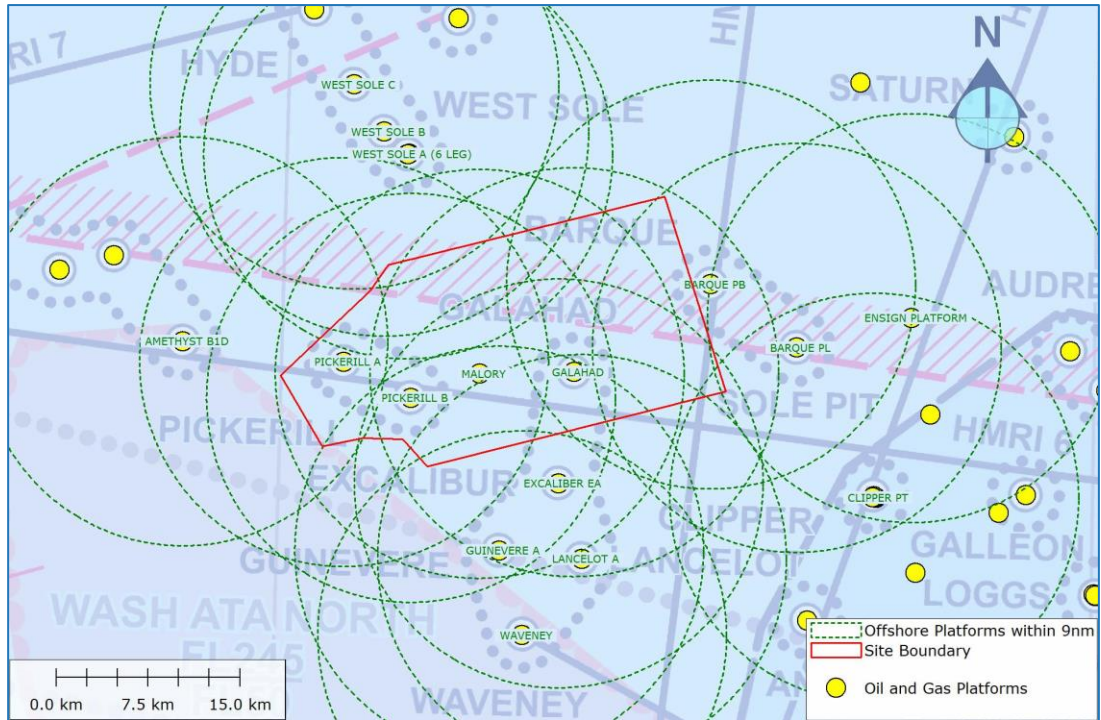 RI 7
HYDE
HM
H
N
WEST SOLE C
WEST SOLE
SATURN
WEST SOLE B
WEST SOLE A (6 LEG)
BARQUE
BARQUE PB
AUDRE
GALAHAD
ENSIGN PLATFORM
AMETHYST B1D
BARQUE PL
PICKERILL A
MALORY
GALAHAD
PICKERILL B
SOLE PIT
PICKERILL
HMRI 6
EXCALIBUR
EXCALIBER EA
CLIPPER PT
CLIPPER
GUINEVERE A
LANCELOT A
ANCELOT
GALLEON
GUINEVERE
LOGGS
WASH ATA NORTH
WAVENEY
FL245
WAVENEY
AN
Offshore Platforms within 9nm
Site Boundary
Oil and Gas Platforms
0.0 km 7.5 km 15.0 km